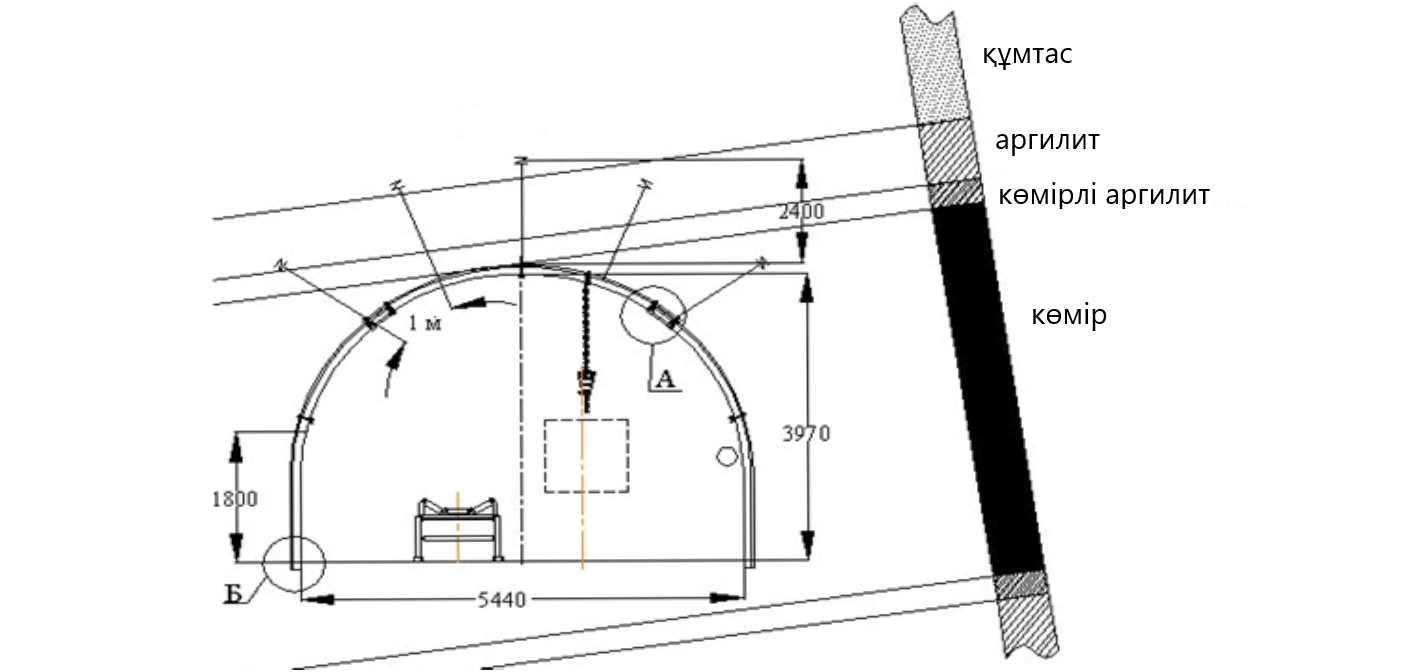 құмтас
аргилит
көмірлі аргилит
2400
көмір
1 м
А
3970
1800
Б
5440